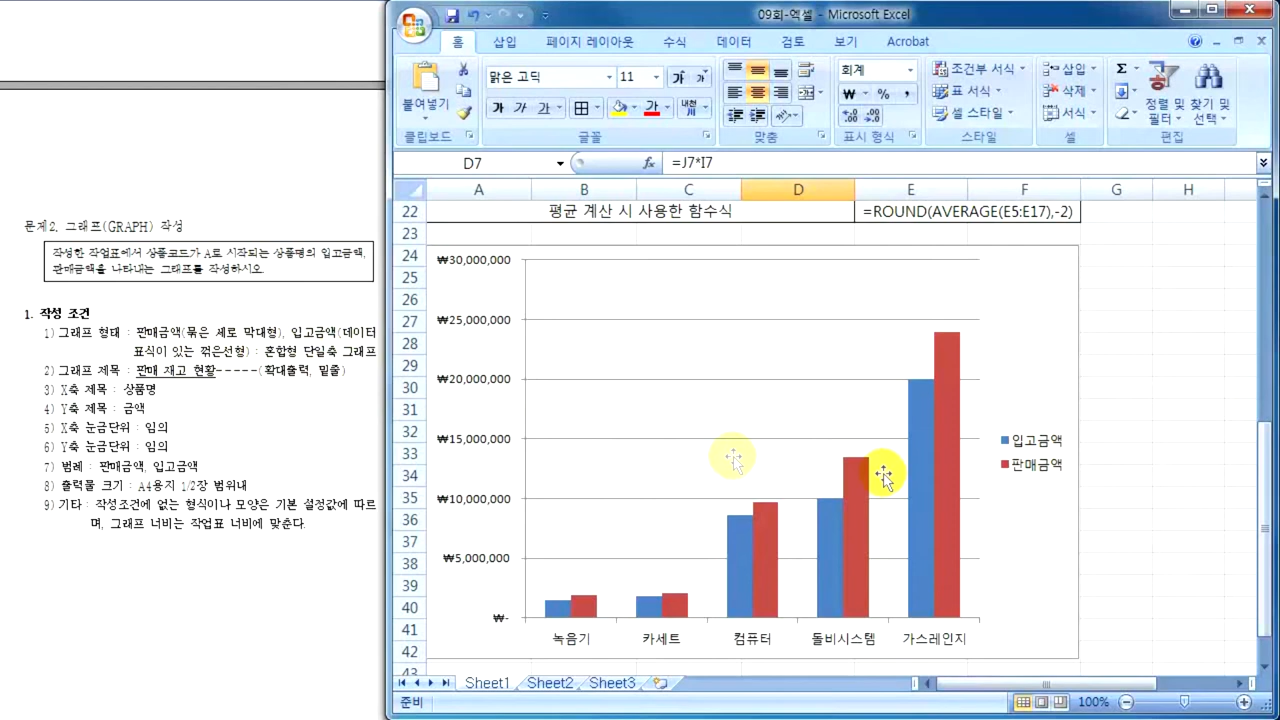 문제2. 그래프(GRAPH) 작성
작성한 작업표에서 상품코드가 A로 시작되는 상품명의 입고금액,
판매금액을 나타내는 그래프를 작성하시오.
1. 작성 조건
1) 그래프 형태 : 판매금액(묶은 세로 막대형), 입고금액(데이터
표식이 있는 꺾은선형) : 혼합형 단일축 그래프
2) 그래프 제목 : 판매 재고 현황-----(확대출력, 밑줄)
3) X축 제목 : 상품명
4) Y축 제목 : 금액
5) X축 눈금단위 : 임의
6) Y축 눈금단위 : 임의
7) 범례 : 판매금액, 입고금액
8) 출력물 크기 : A4용지 1/2장 범위내
9) 기타 : 작성조건에 없는 형식이나 모양은 기본 설정값에 따르
며, 그래프 너비는 작업표 너비에 맞춘다.
09회-엑셀 - Microsoft Excel
홈 삽입 페이지 레이아웃 수식 데이터 검토 보기 Acrobat
붙여넣기
맑은 고딕 11 가 가
가 가 가 가 내천
회계
₩ % ,
조건부 서식
표 서식
셀 스타일
삽입
삭제
서식
Σ
정렬 및 필터
찾기 및 선택
클립보드 글꼴 맞춤 표시 형식 스타일 셀 편집
D7 fx =J7*I7
A B C D E F G H
22 평균 계산 시 사용한 함수식 =ROUND(AVERAGE(E5:E17),-2)
23
24
25
26
27
28
29
30
31
32
33
34
35
36
37
38
39
40
41
42
43
₩30,000,000
₩25,000,000
₩20,000,000
₩15,000,000
₩10,000,000
₩5,000,000
₩-
녹음기 카세트 컴퓨터 돌비시스템 가스레인지
입고금액
판매금액
Sheet1 Sheet2 Sheet3
준비 100%